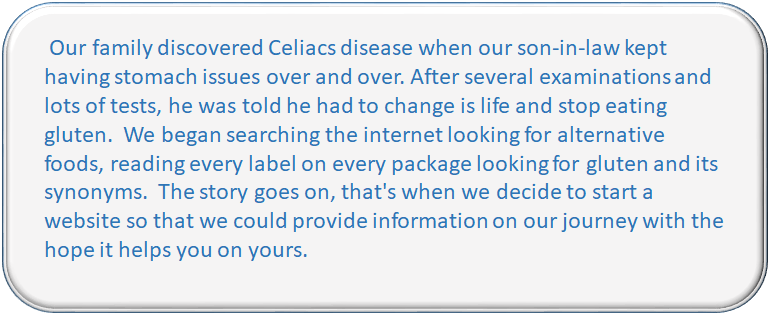 Our family discovered Celiacs disease when our son-in-law kept
having stomach issues over and over. After several examinations and
lots of tests, he was told he had to change is life and stop eating
gluten.  We began searching the internet looking for alternative
foods, reading every label on every package looking for gluten and its
synonyms.  The story goes on, that's when we decide to start a
website so that we could provide information on our journey with the
hope it helps you on yours.